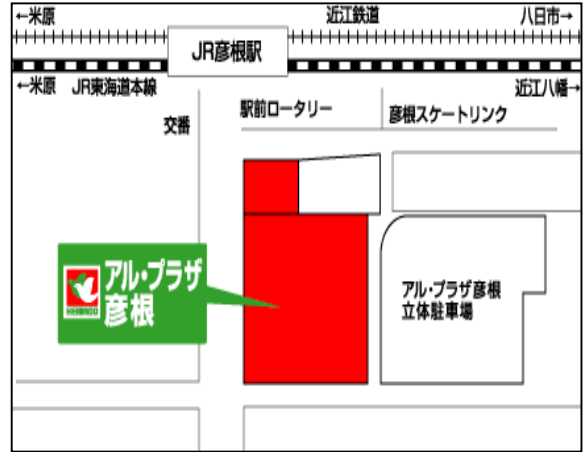 ←米原
近江鉄道
八日市→
JR彦根駅
←米原 JR東海道本線
近江八幡→
交番
駅前ロータリー
彦根スケートリンク
HEIWADO
アル・プラザ
彦根
アル・プラザ彦根
立体駐車場